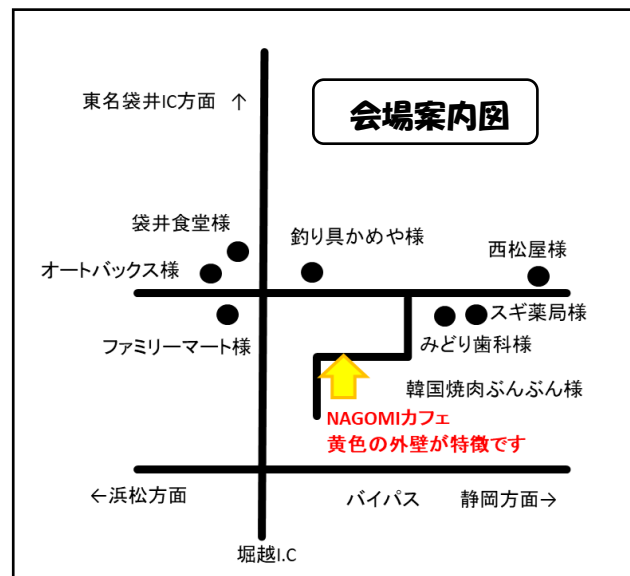 会場案内図
東名袋井IC方面 ↑
袋井食堂様
釣り具かめや様
西松屋様
オートバックス様
スギ薬局様
ファミリーマート様
みどり歯科様
韓国焼肉ぶんぶん様
NAGOMIカフェ
黄色の外壁が特徴です
←浜松方面
バイパス
静岡方面→
堀越I.C